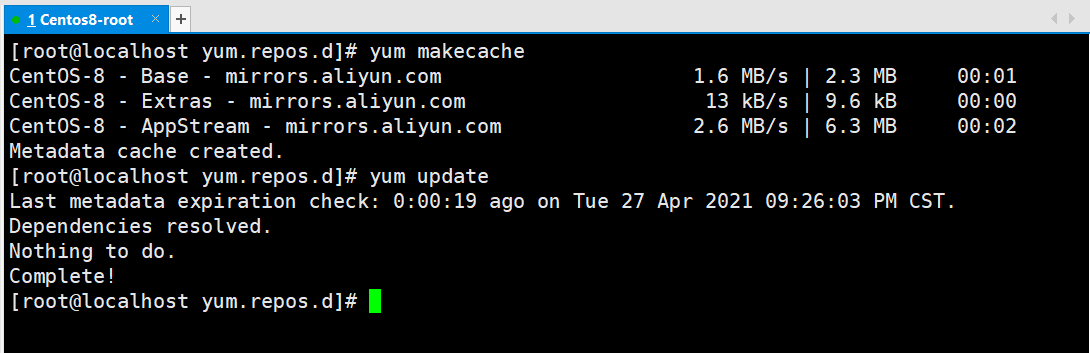 1 Centos8-root × +
[root@localhost yum.repos.d]# yum makecache
CentOS-8 - Base - mirrors.aliyun.com 1.6 MB/s | 2.3 MB 00:01
CentOS-8 - Extras - mirrors.aliyun.com 13 kB/s | 9.6 kB 00:00
CentOS-8 - AppStream - mirrors.aliyun.com 2.6 MB/s | 6.3 MB 00:02
Metadata cache created.
[root@localhost yum.repos.d]# yum update
Last metadata expiration check: 0:00:19 ago on Tue 27 Apr 2021 09:26:03 PM CST.
Dependencies resolved.
Nothing to do.
Complete!
[root@localhost yum.repos.d]#